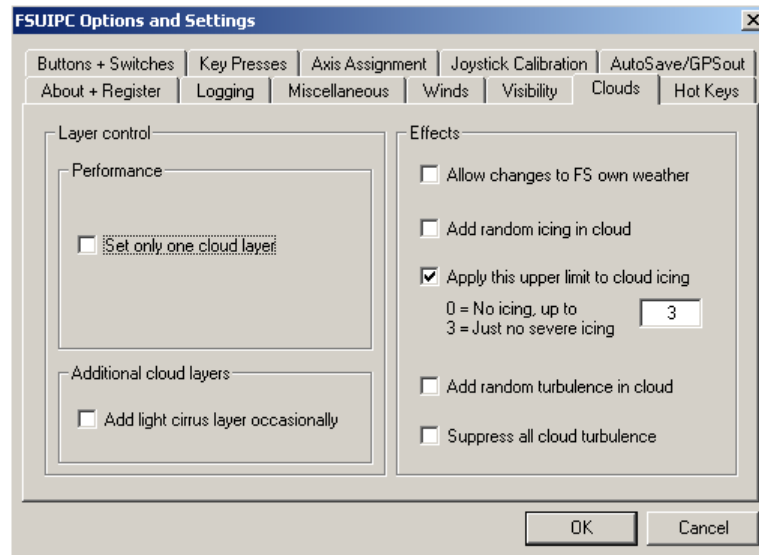 FSUIPC Options and Settings
Buttons + Switches
Key Presses
Axis Assignment
Joystick Calibration
AutoSave/GPSout
About + Register
Logging
Miscellaneous
Winds
Visibility
Clouds
Hot Keys
Layer control
Performance
Set only one cloud layer
Additional cloud layers
Add light cirrus layer occasionally
Effects
Allow changes to FS own weather
Add random icing in cloud
Apply this upper limit to cloud icing
0 = No icing, up to
3 = Just no severe icing
3
Add random turbulence in cloud
Suppress all cloud turbulence
OK
Cancel